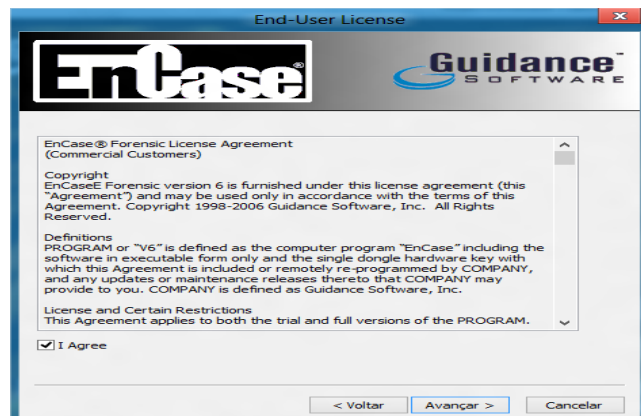 End-User License
x
EnCase®
Guidance™
SOFTWARE
EnCase® Forensic License Agreement
(Commercial Customers)
Copyright
EnCaseE Forensic version 6 is furnished under this license agreement (this
"Agreement") and may be used only in accordance with the terms of this
Agreement. Copyright 1998-2006 Guidance Software, Inc. All Rights
Reserved.
Definitions
PROGRAM or "V6" is defined as the computer program "EnCase" including the
software in executable form only and the single dongle hardware key with
which this Agreement is included or remotely re-programmed by COMPANY,
and any updates or maintenance releases thereto that COMPANY may
provide to you. COMPANY is defined as Guidance Software, Inc.
License and Certain Restrictions
This Agreement applies to both the trial and full versions of the PROGRAM.
I Agree
< Voltar
Avançar >
Cancelar